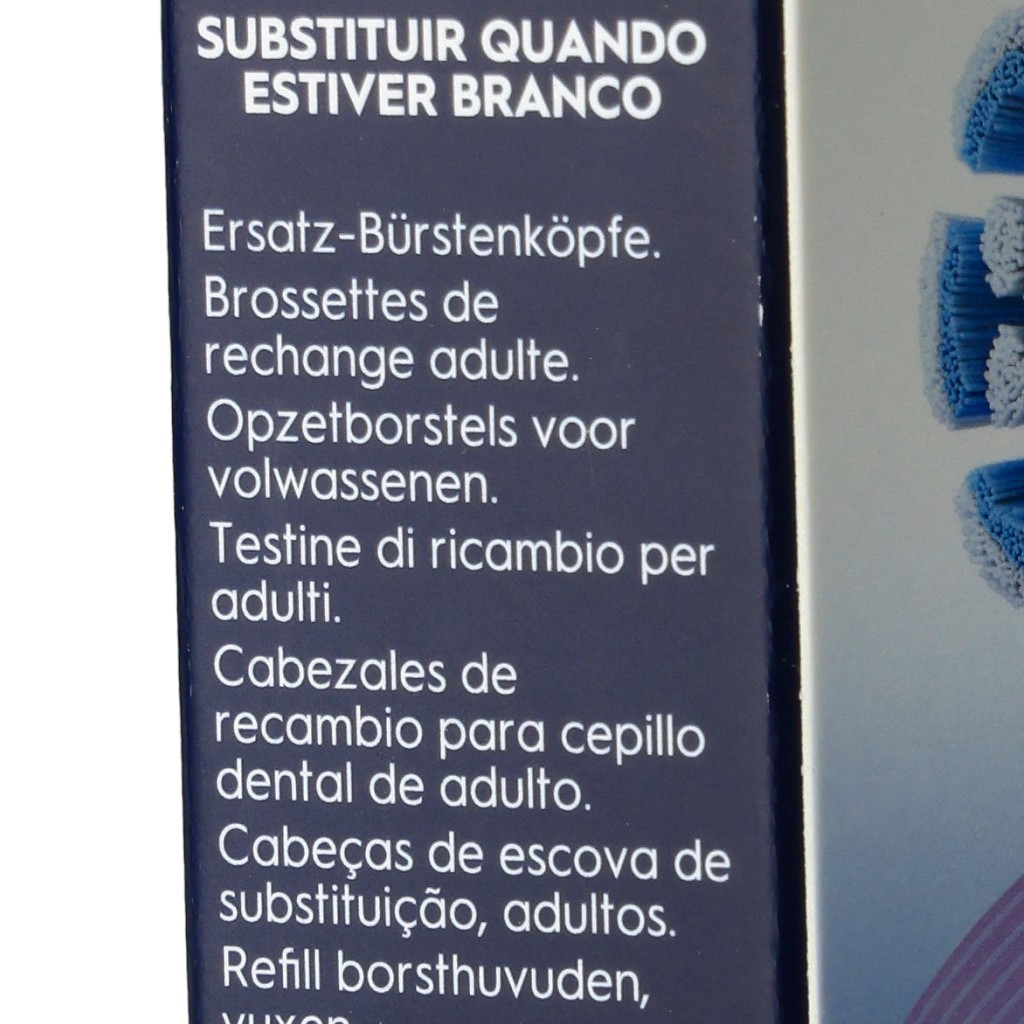 SUBSTITUIR QUANDO
ESTIVER BRANCO
Ersatz-Bürstenköpfe.
Brossettes de
rechange adulte.
Opzetborstels voor
volwassenen.
Testine di ricambio per
adulti.
Cabezales de
recambio para cepillo
dental de adulto.
Cabeças de escova de
substituição, adultos.
Refill borsthuvuden,